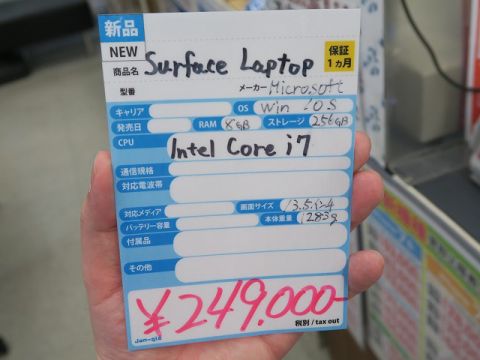 新品
NEW
保証
1ヵ月
商品名 Surface Laptop
型番 メーカー Microsoft
キャリア OS Win 10S
発売日 RAM 8GB ストレージ 256GB
CPU Intel Core i7
通信規格
対応電波帯
対応メディア 画面サイズ 13.5インチ
バッテリー容量 本体重量 1283g
付属品
その他
¥249.000-
Jan-gle 税別/tax out